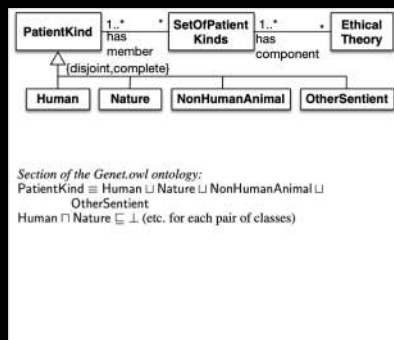 PatientKind
1..*
*
has
member
SetOfPatient
Kinds
1..*
*
has
component
Ethical
Theory
{disjoint,complete}
Human
Nature
NonHumanAnimal
OtherSentient
Section of the Genet.owl ontology:
PatientKind ≡ Human ⊔ Nature ⊔ NonHumanAnimal ⊔
OtherSentient
Human ⊓ Nature ⊑ ⊥ (etc. for each pair of classes)